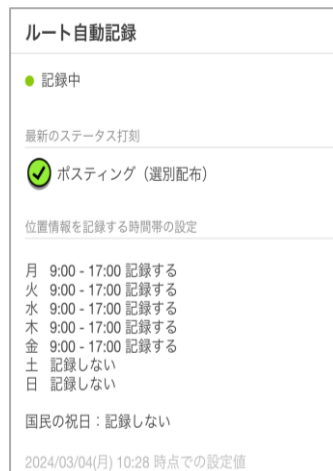 ルート自動記録
記録中
最新のステータス打刻
ポスティング（選別配布）
位置情報を記録する時間帯の設定
月 9:00 - 17:00 記録する
火 9:00 - 17:00 記録する
水 9:00 - 17:00 記録する
木 9:00 - 17:00 記録する
金 9:00 - 17:00 記録する
土 記録しない
日 記録しない
国民の祝日：記録しない
2024/03/04(月) 10:28 時点での設定値